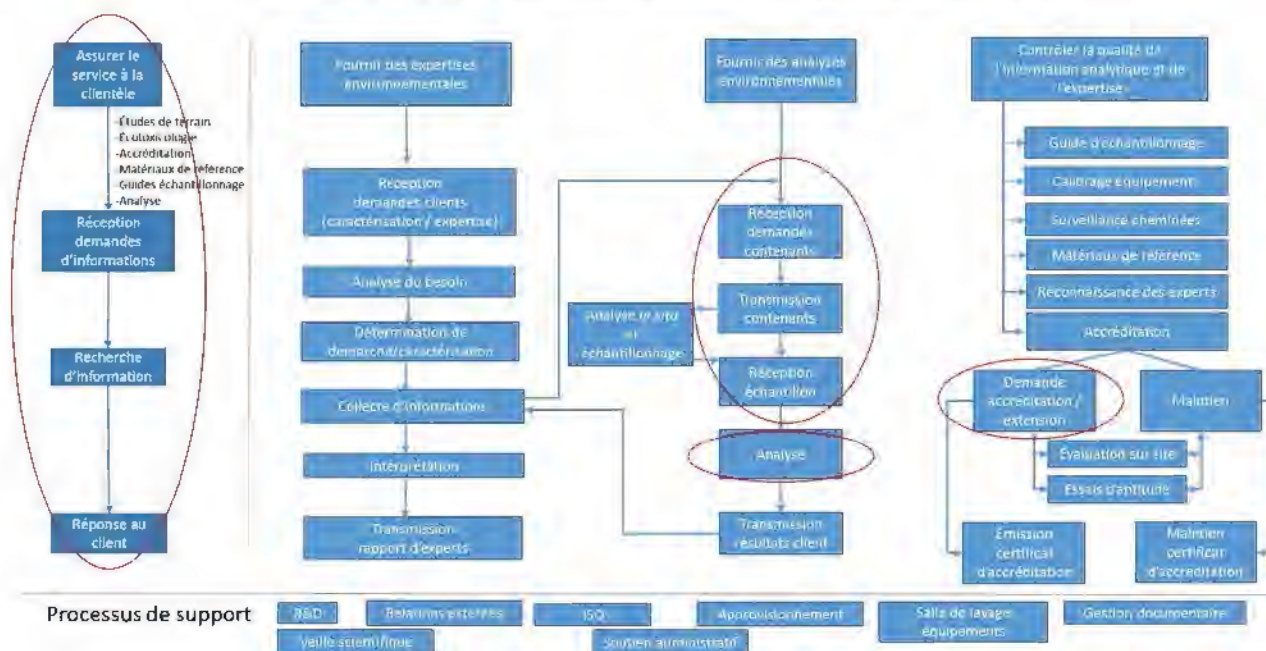 Assurer le
service à la
clientèle
-Études de terrain
-Écotoxicologie
-Accréditation
-Matériaux de référence
-Guides échantillonnage
-Analyse
Réception
demandes
d'informations
Recherche
d'information
Réponse au
client
Fournir des expertises
environnementales
Réception
demandes clients
(caractérisation / expertise)
Analyse du besoin
Détermination de
démarche/caractérisation
Collecte d'informations
Interprétation
Transmission
rapport d'experts
Fournir des analyses
environnementales
Réception
demandes
contenants
Transmission
contenants
Analyse in situ
et
échantillonnage
Réception
échantillon
Analyse
Transmission
résultats client
Contrôler la qualité de
l'information analytique et de
l'expertise
Guide d'échantillonnage
Calibrage équipement
Surveillance cheminées
Matériaux de référence
Reconnaissance des experts
Accréditation
Demande
accréditation /
extension
Maintien
Évaluation sur site
Essais d'aptitude
Émission
certificat
d'accréditation
Maintien
certificat
d'accréditation
Processus de support
R&D
Relations externes
ISO
Approvisionnement
Salle de lavage
équipements
Gestion documentaire
Veille scientifique
Soutien administratif